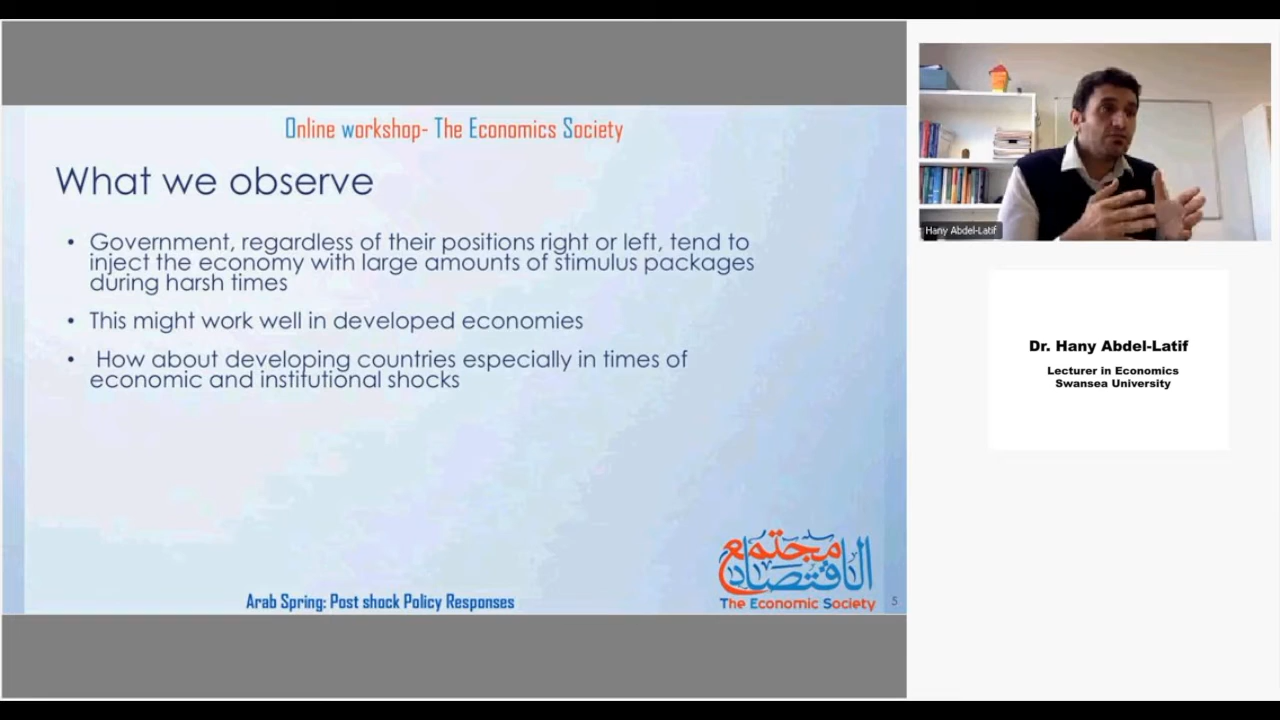 Online workshop- The Economics Society
What we observe
• Government, regardless of their positions right or left, tend to
inject the economy with large amounts of stimulus packages
during harsh times
• This might work well in developed economies
• How about developing countries especially in times of
economic and institutional shocks
مجتمع
الاقتصاد
The Economic Society
Arab Spring: Post shock Policy Responses
5
Hany Abdel-Latif
Dr. Hany Abdel-Latif
Lecturer in Economics
Swansea University